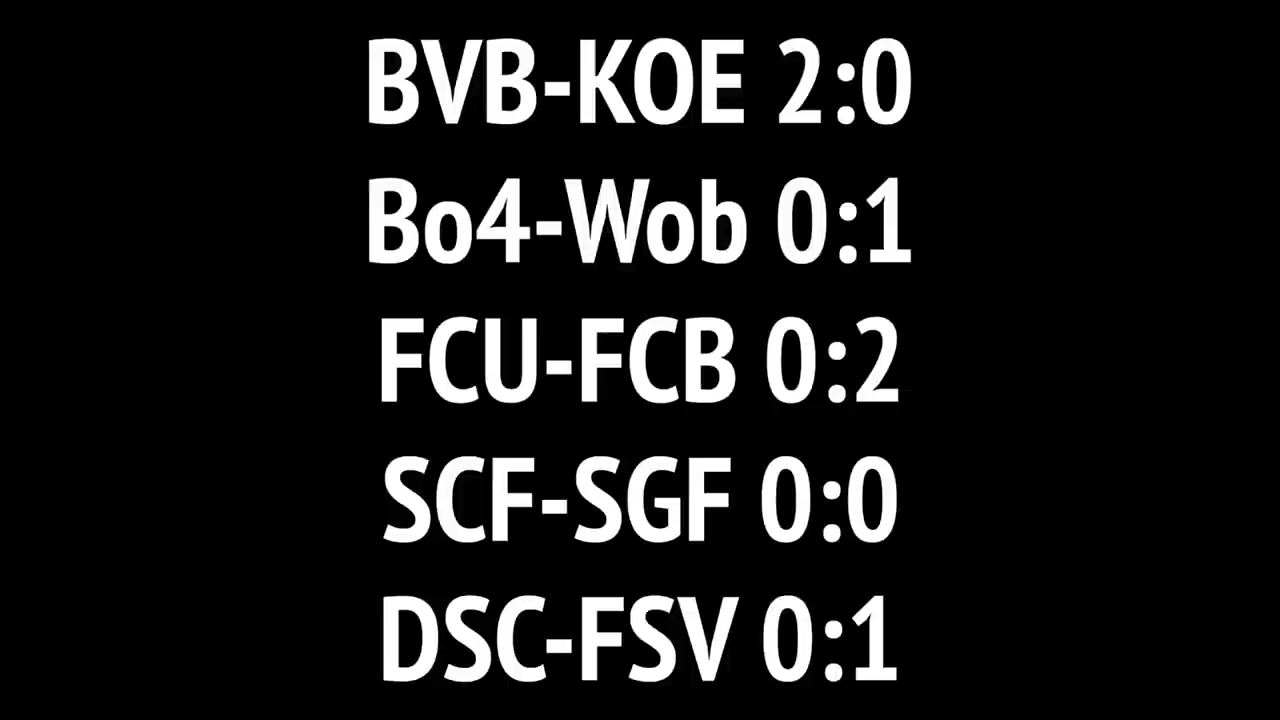 BVB-KOE 2:0
Bo4-Wob 0:1
FCU-FCB 0:2
SCF-SGF 0:0
DSC-FSV 0:1